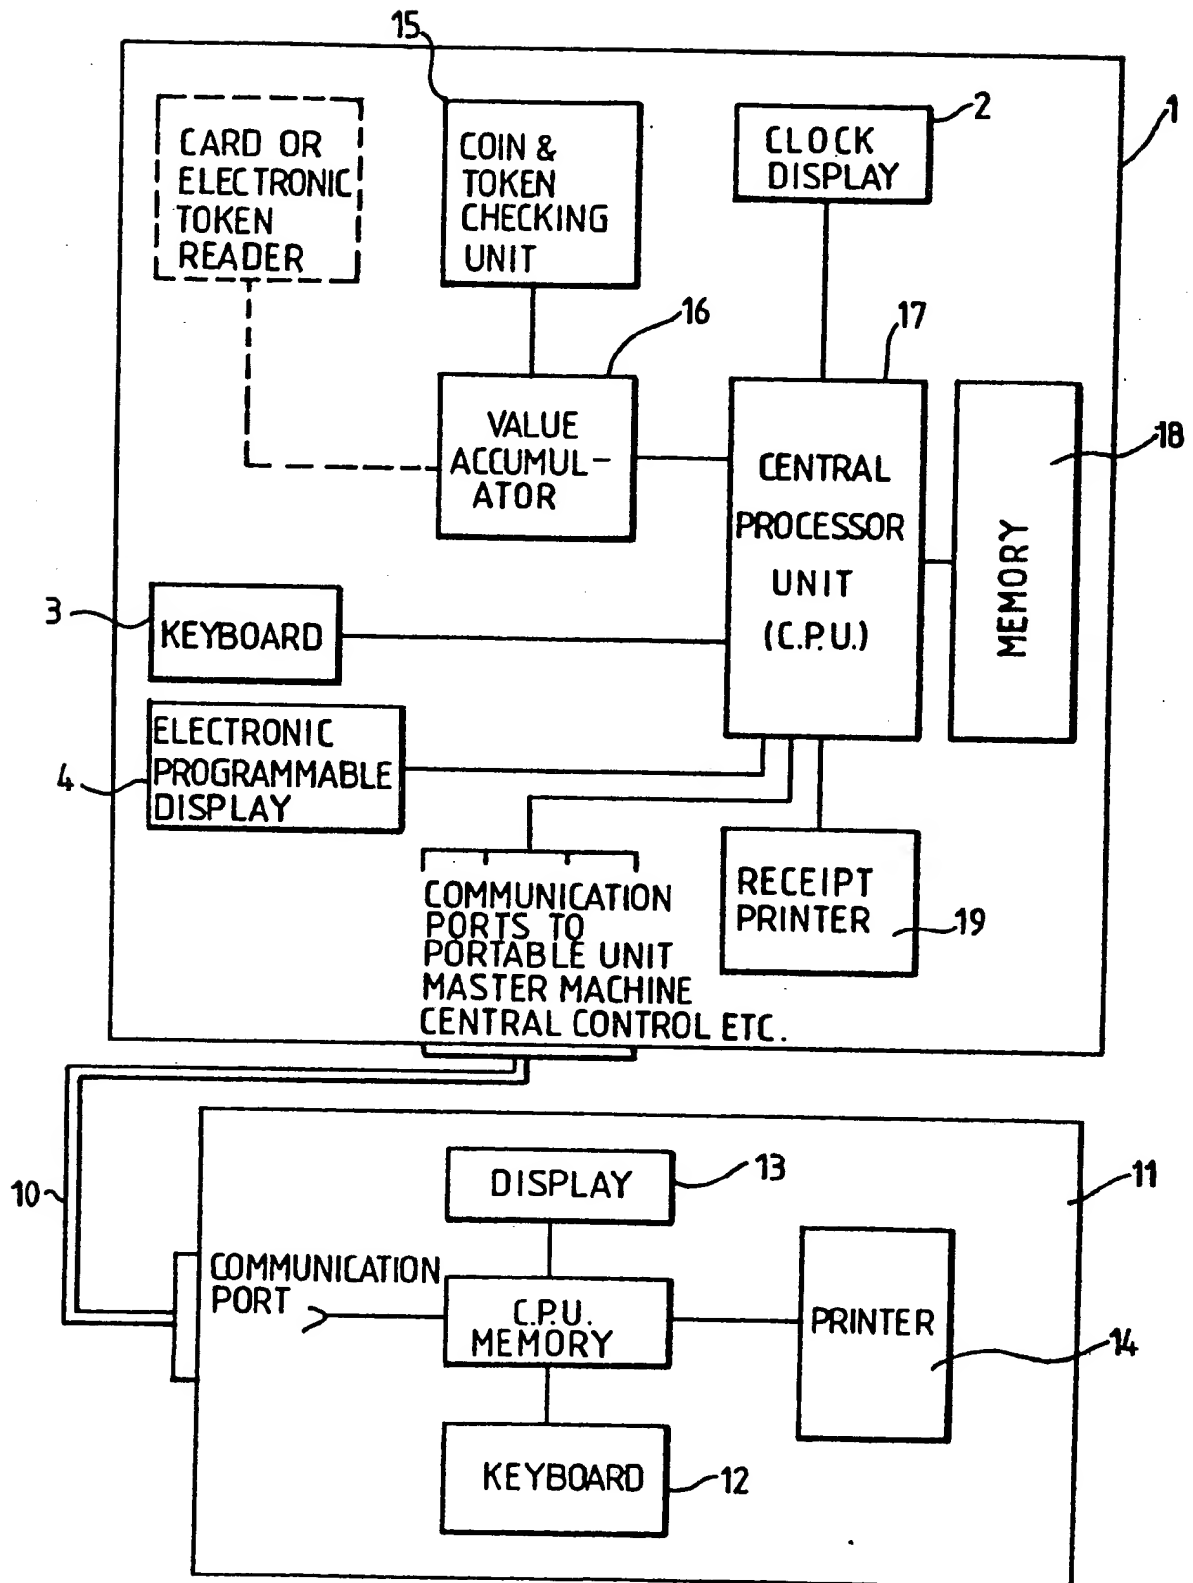 15
1
CARD OR
ELECTRONIC
TOKEN
READER
COIN &
TOKEN
CHECKING
UNIT
CLOCK
DISPLAY
2
16
17
VALUE
ACCUMUL-
ATOR
CENTRAL
PROCESSOR
UNIT
(C.P.U.)
18
MEMORY
3
KEYBOARD
4
ELECTRONIC
PROGRAMMABLE
DISPLAY
COMMUNICATION
PORTS TO
PORTABLE UNIT
MASTER MACHINE
CENTRAL CONTROL ETC.
RECEIPT
PRINTER
19
10
DISPLAY
13
11
COMMUNICATION
PORT
C.P.U.
MEMORY
PRINTER
14
KEYBOARD
12